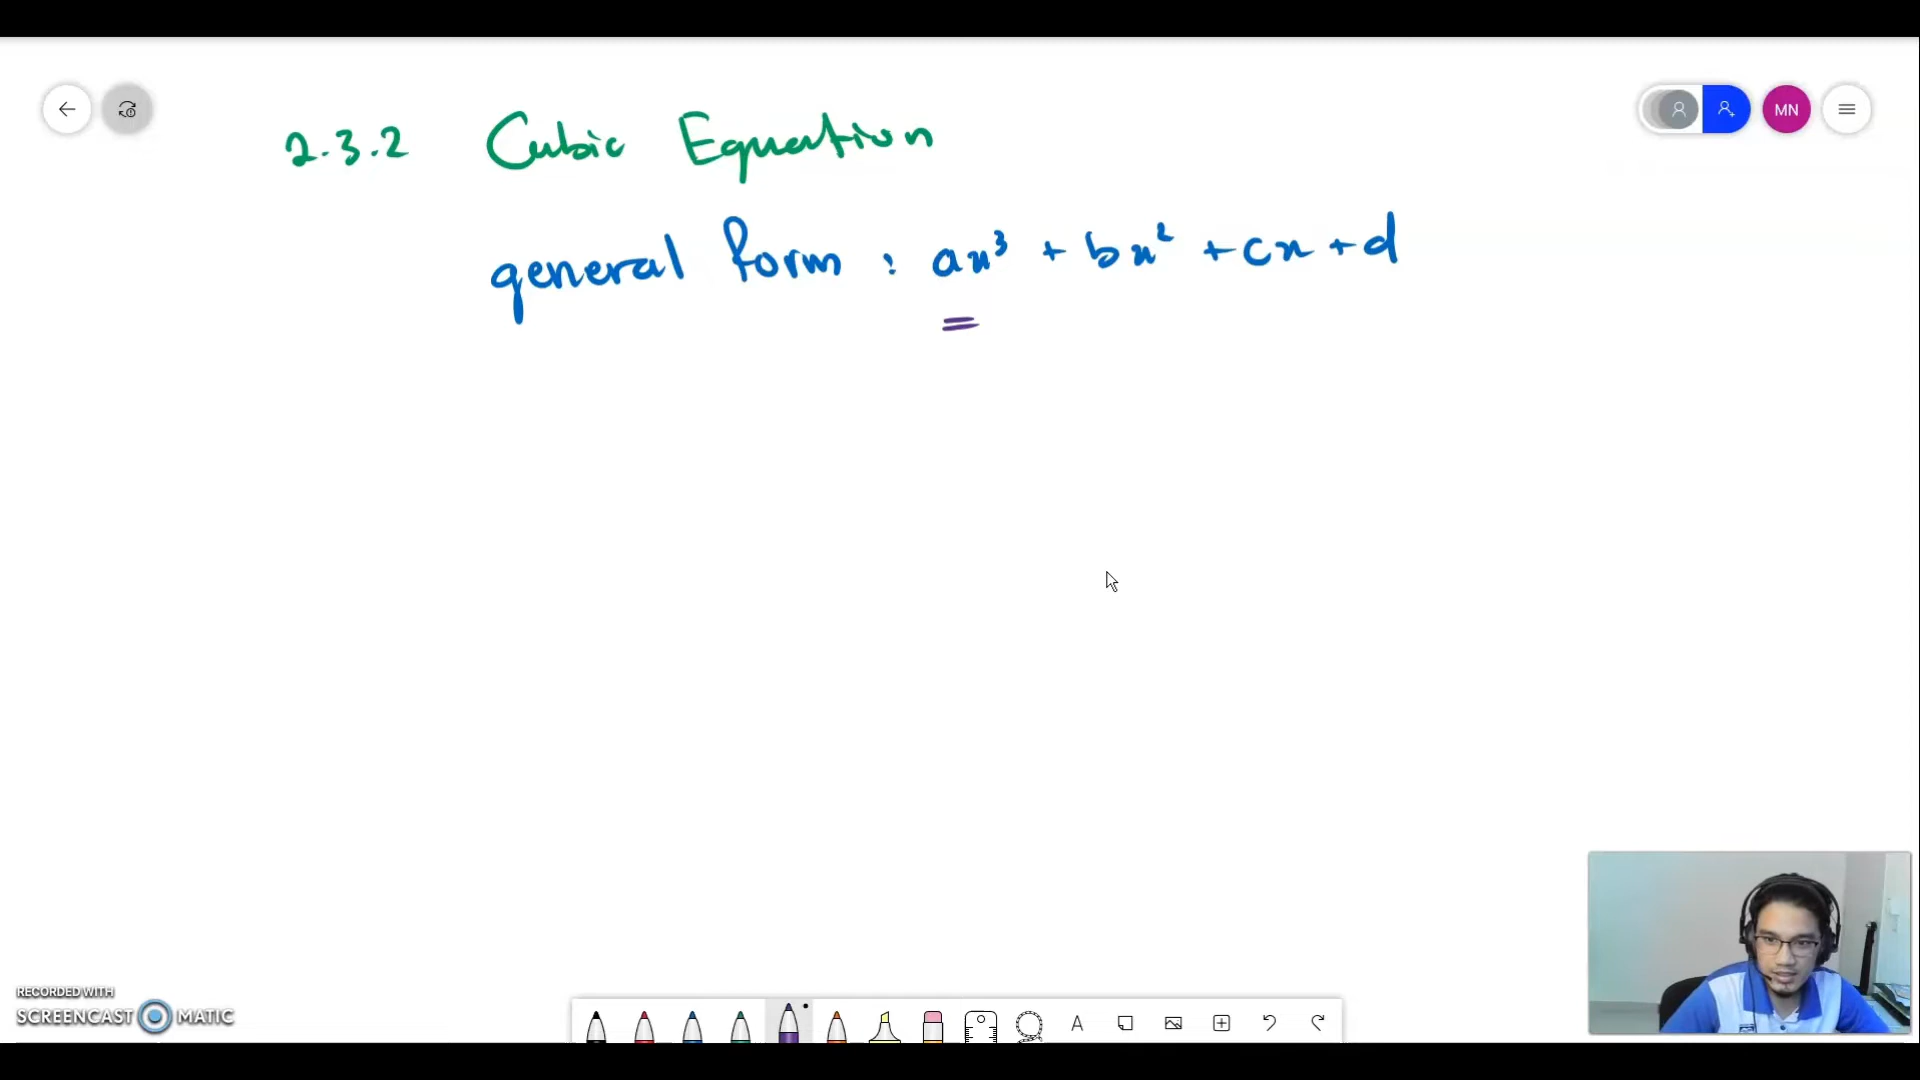 MN
2.3.2 Cubic Equation
general form : ax³ + bx² + cx + d
RECORDED WITH
SCREENCAST MATIC
A